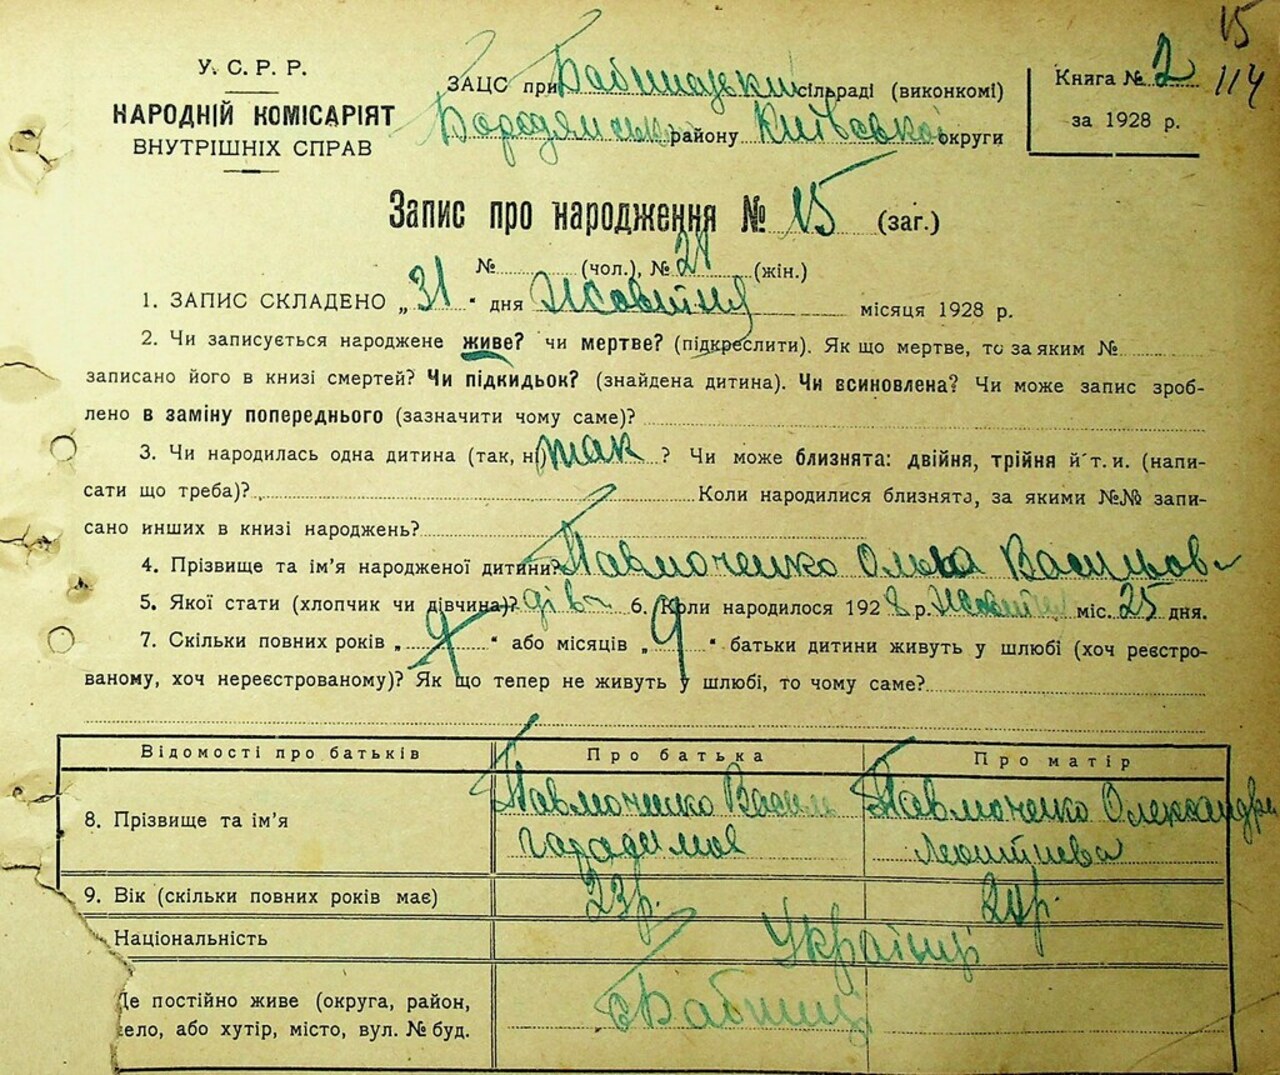 15
114
У. С. Р. Р.
НАРОДНІЙ КОМІСАРІЯТ
ВНУТРІШНІХ СПРАВ
ЗАЦС при Бабинецькій сільраді (виконкомі)
Бородянськ району Київської округи
Книга № 2
за 1928 р.
Запис про народження № 15 (заг.)
№ (чол.), № (жін.)
1. ЗАПИС СКЛАДЕНО „31“ дня Жовтня місяця 1928 р.
2. Чи записується народжене живе? чи мертве? (підкреслити). Як що мертве, то за яким №
записано його в книзі смертей? Чи підкидьок? (знайдена дитина). Чи всиновлена? Чи може запис зроб-
лено в заміну попереднього (зазначити чому саме)?
3. Чи народилась одна дитина (так, ні) так ? Чи може близнята: двійня, трійня й т. и. (напи-
сати що треба)? Коли народилися близнята, за якими №№ запи-
сано инших в книзі народжень?
4. Прізвище та ім'я народженої дитини? Павлюченко Ольга Васильов
5. Якої стати (хлопчик чи дівчина)? дів 6. Коли народилося 1928 р. Жовтня міс. 25 дня.
7. Скільки повних років „ “ або місяців „9“ батьки дитини живуть у шлюбі (хоч реєстро-
ваному, хоч нереєстрованому)? Як що тепер не живуть у шлюбі, то чому саме?
Відомості про батьків Про батька Про матір
8. Прізвище та ім'я Павлюченко Василь Павлюченко Олександра
Леонтіева
9. Вік (скільки повних років має) 23 р. р.
Національність Українці
Де постійно живе (округа, район,
село, або хутір, місто, вул. № буд.